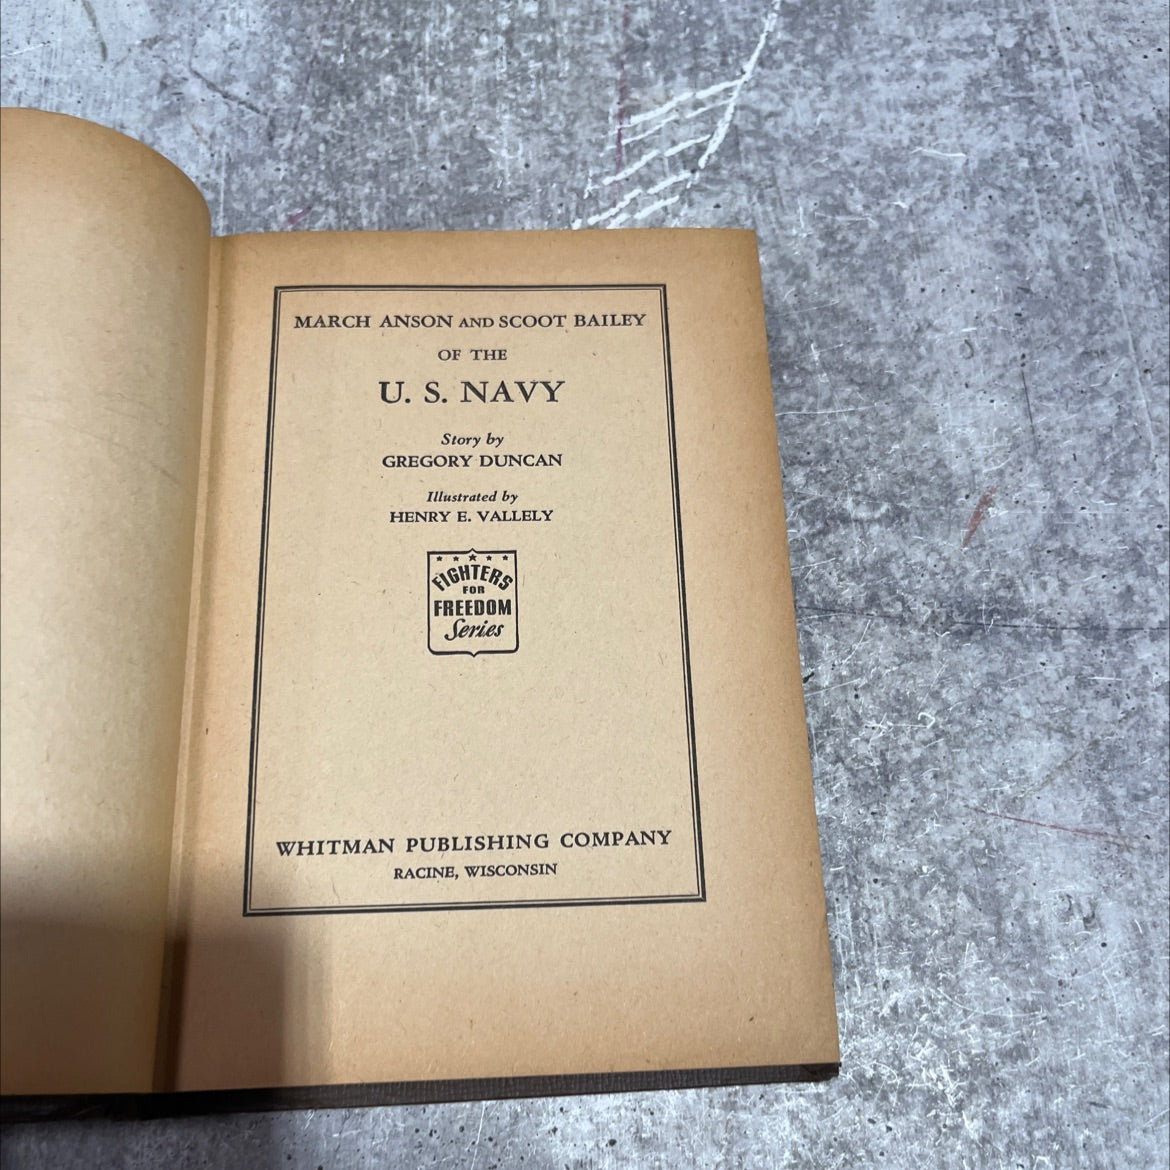 MARCH ANSON AND SCOOT BAILEY
OF THE
U. S. NAVY
Story by
GREGORY DUNCAN
Illustrated by
HENRY E. VALLELY
FIGHTERS
FOR
FREEDOM
Series
WHITMAN PUBLISHING COMPANY
RACINE, WISCONSIN